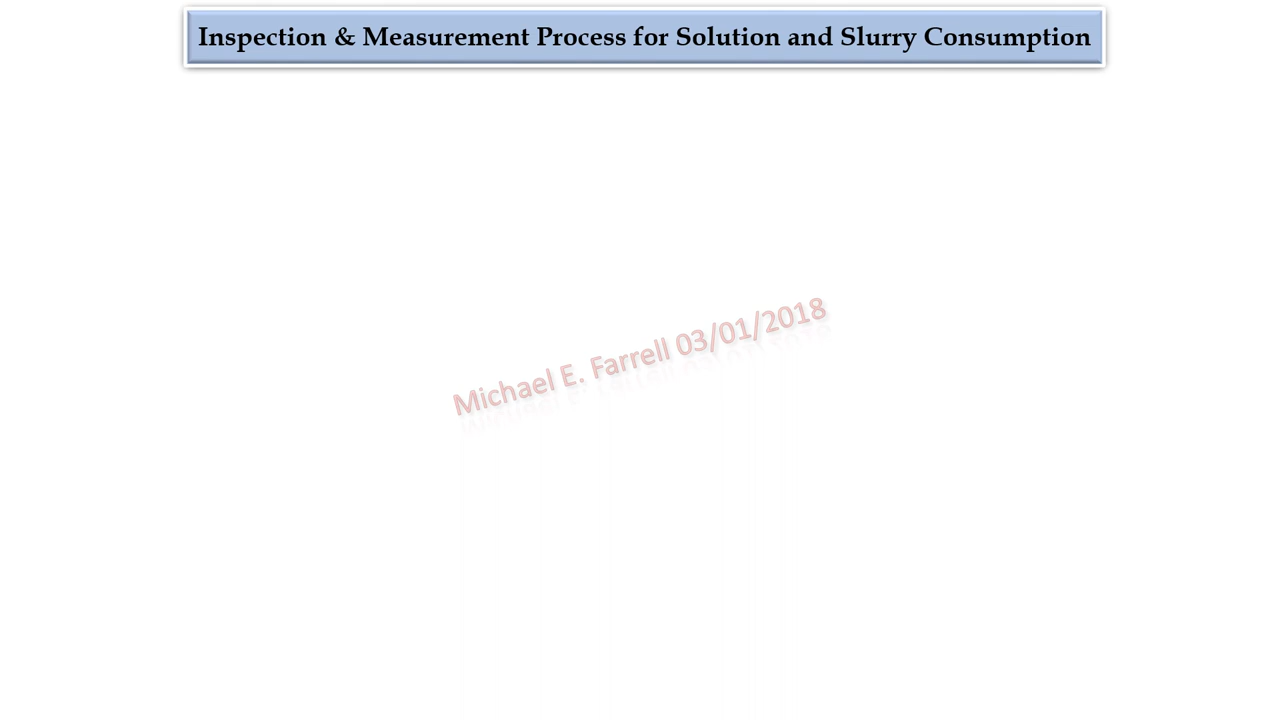 Inspection & Measurement Process for Solution and Slurry Consumption
Michael E. Farrell 03/01/2018